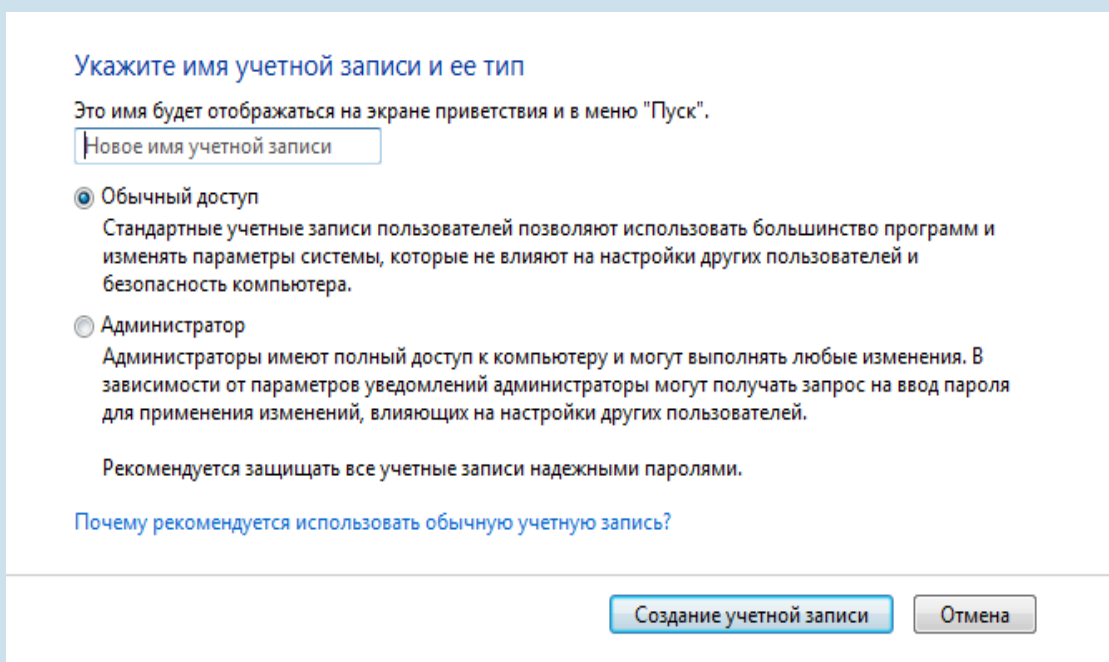 Укажите имя учетной записи и ее тип
Это имя будет отображаться на экране приветствия и в меню "Пуск".
Новое имя учетной записи
Обычный доступ
Стандартные учетные записи пользователей позволяют использовать большинство программ и
изменять параметры системы, которые не влияют на настройки других пользователей и
безопасность компьютера.
Администратор
Администраторы имеют полный доступ к компьютеру и могут выполнять любые изменения. В
зависимости от параметров уведомлений администраторы могут получать запрос на ввод пароля
для применения изменений, влияющих на настройки других пользователей.
Рекомендуется защищать все учетные записи надежными паролями.
Почему рекомендуется использовать обычную учетную запись?
Создание учетной записи
Отмена